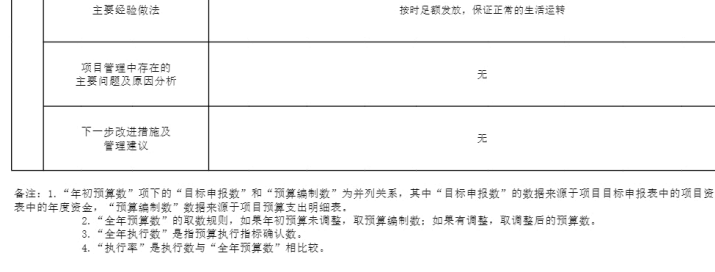 主要经验做法
按时足额发放，保证正常的生活运转
项目管理中存在的
主要问题及原因分析
无
下一步改进措施及
管理建议
无
备注：1.“年初预算数”项下的“目标申报数”和“预算编制数”为并列关系，其中“目标申报数”的数据来源于项目目标申报表中的项目资
表中的年度资金，“预算编制数”数据来源于项目预算支出明细表。
2.“全年预算数”的取数规则，如果年初预算未调整，取预算编制数；如果有调整，取调整后的预算数。
3.“全年执行数”是指预算执行指标确认数。
4.“执行率”是执行数与“全年预算数”相比较。